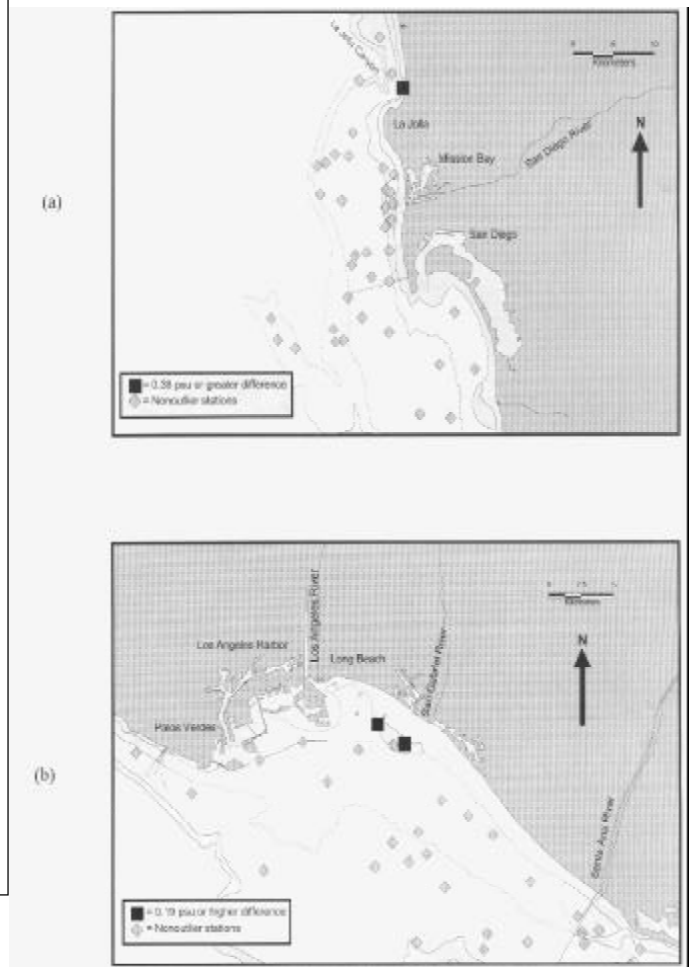 (a)
La Jolla Canyon
Kilometers
La Jolla
N
Mission Bay
San Diego River
San Diego
= 0.39 psu or greater difference
= Nonoutlier stations
(b)
Los Angeles River
Los Angeles Harbor
Long Beach
San Gabriel River
Kilometers
N
Palos Verdes
Santa Ana River
= 0.19 psu or higher difference
= Nonoutlier stations